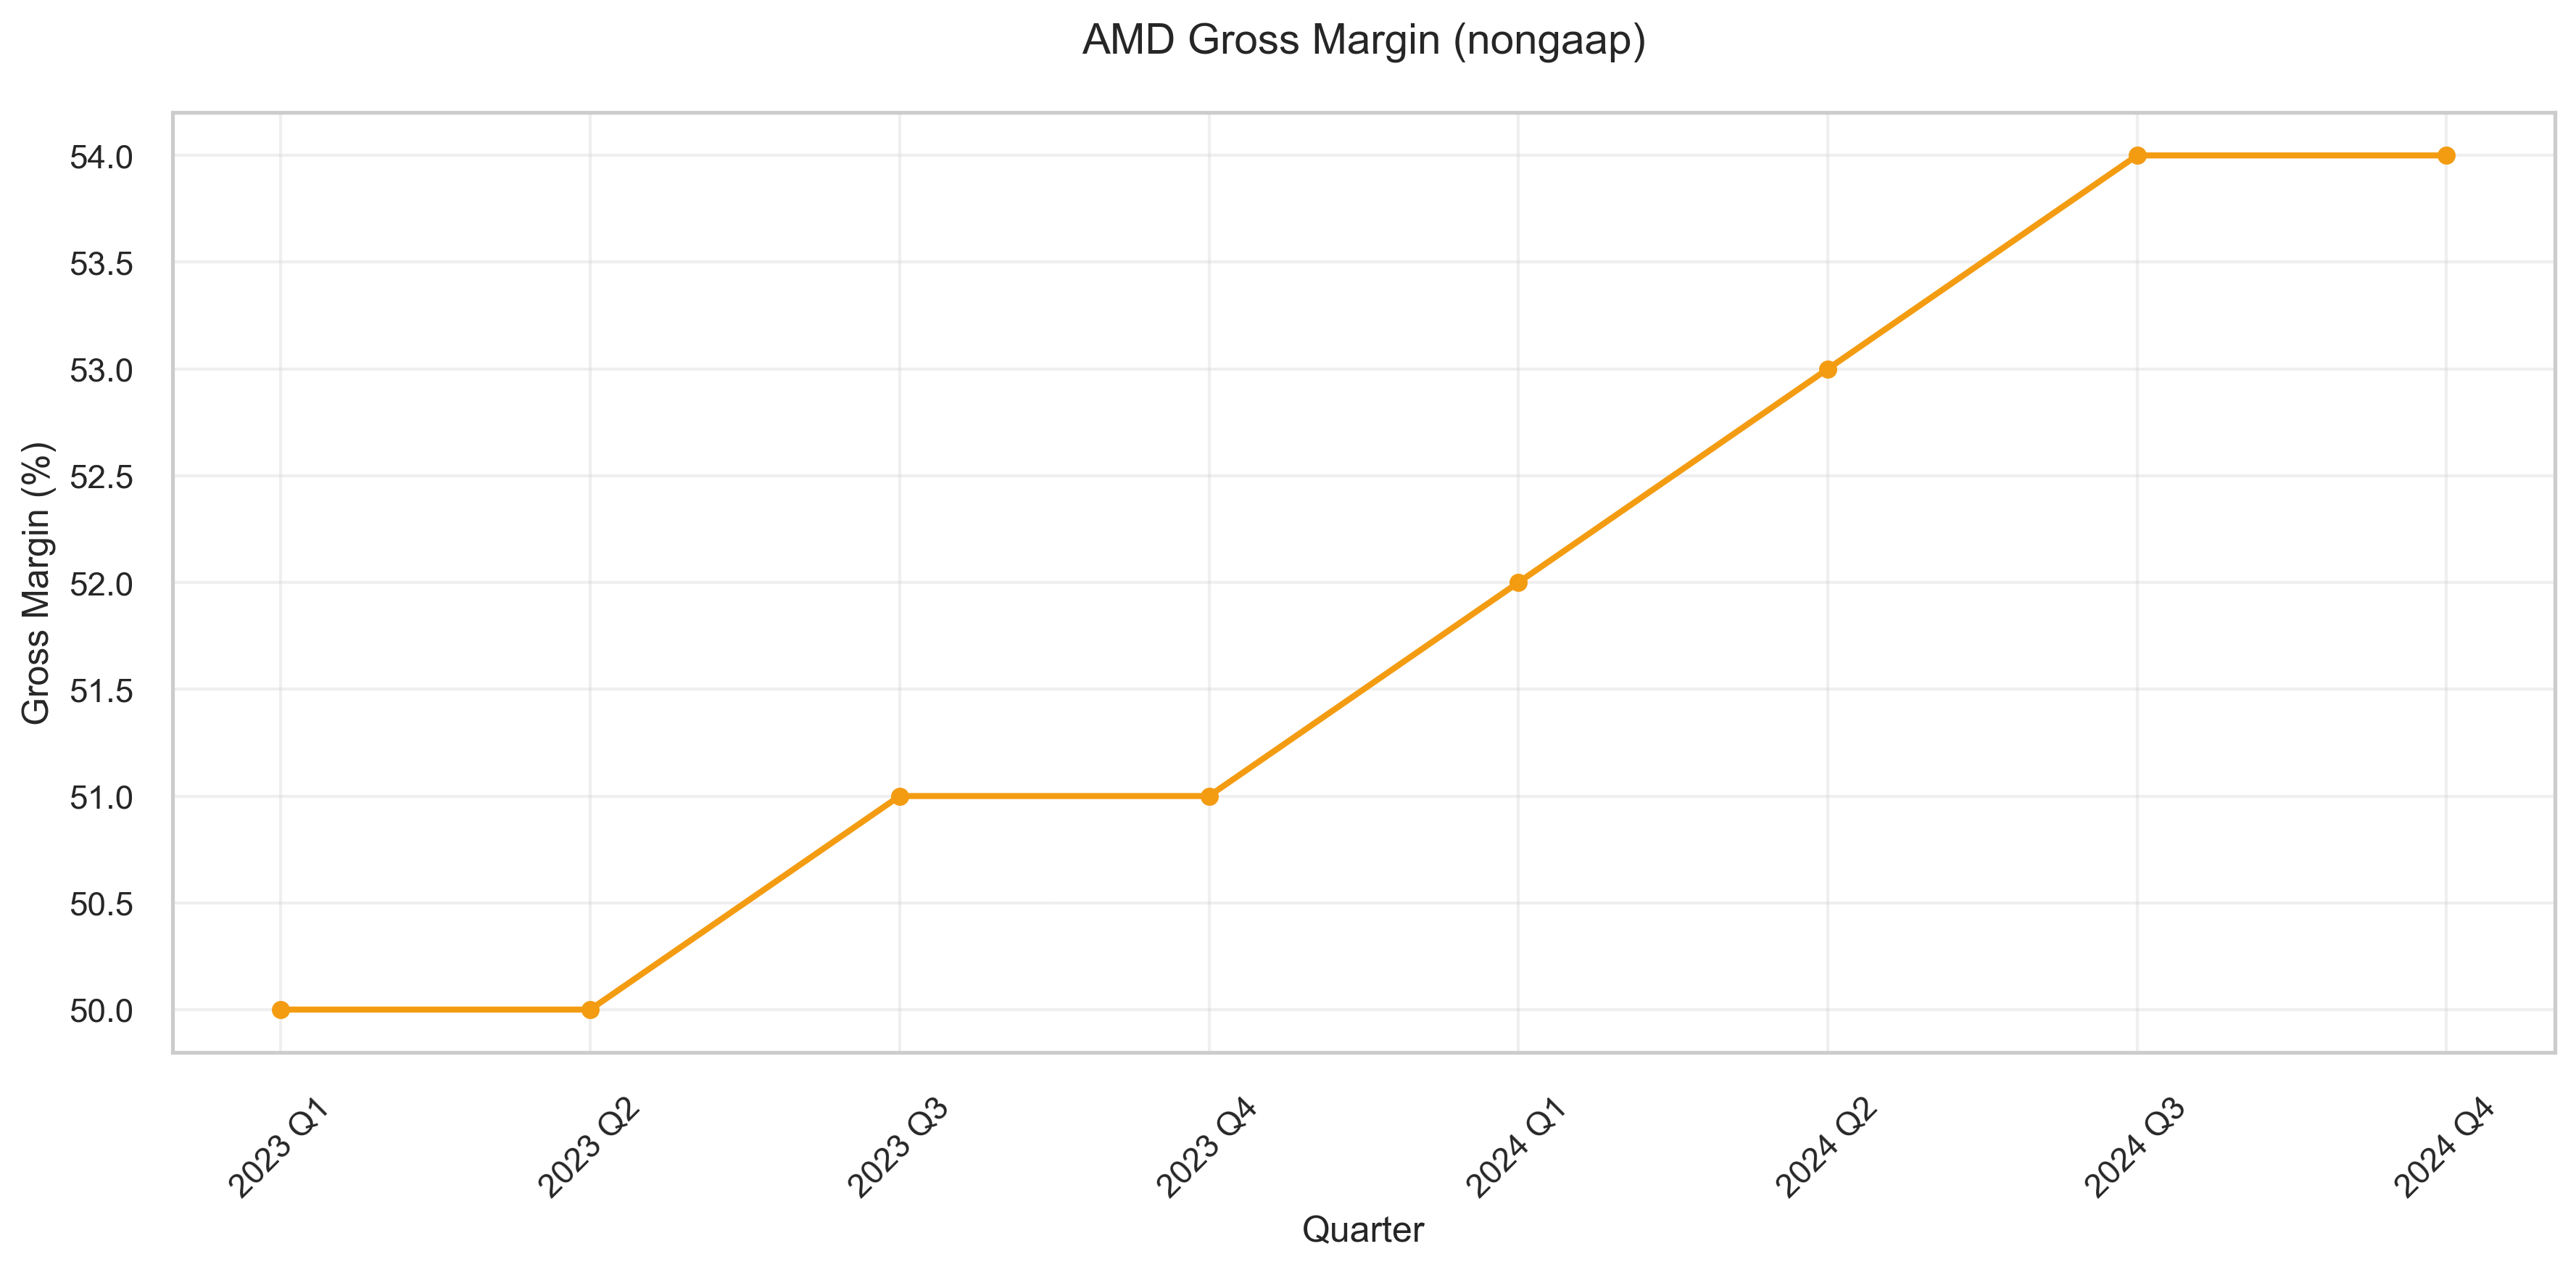 AMD Gross Margin (nongaap)
Gross Margin (%)
54.0
53.5
53.0
52.5
52.0
51.5
51.0
50.5
50.0
2023 Q1
2023 Q2
2023 Q3
2023 Q4
2024 Q1
2024 Q2
2024 Q3
2024 Q4
Quarter